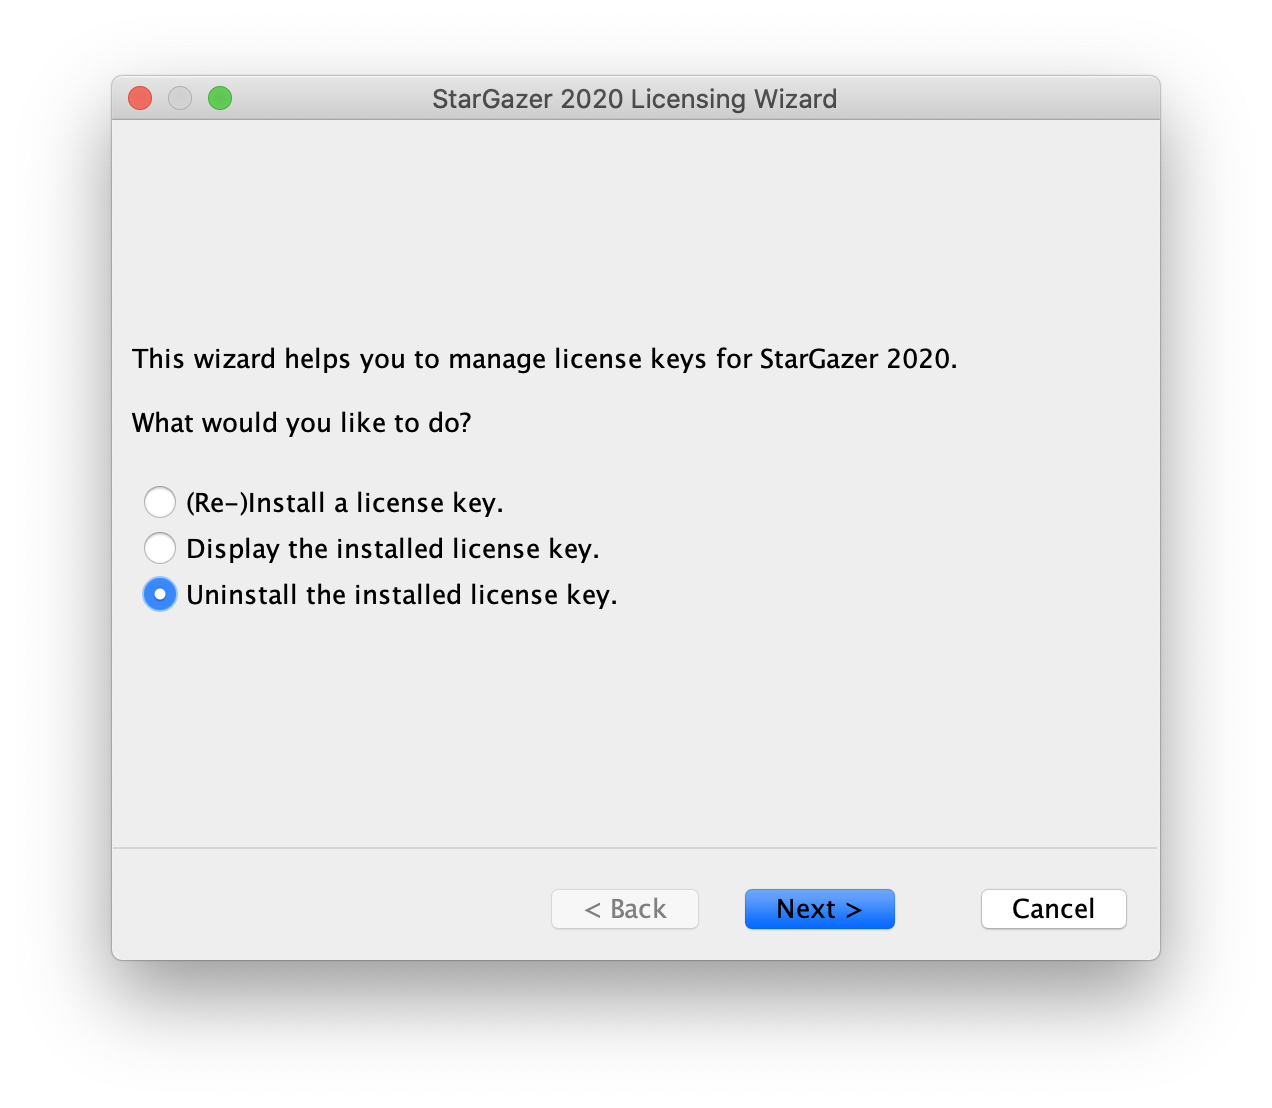 StarGazer 2020 Licensing Wizard
This wizard helps you to manage license keys for StarGazer 2020.
What would you like to do?
(Re-)Install a license key.
Display the installed license key.
Uninstall the installed license key.
< Back
Next >
Cancel